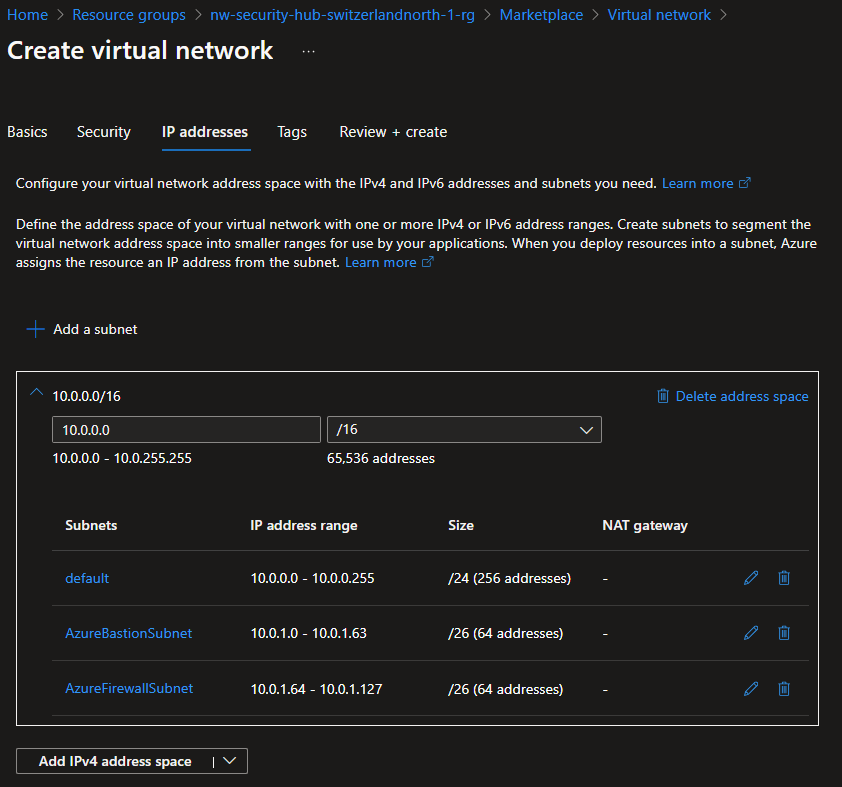 Home > Resource groups > nw-security-hub-switzerlandnorth-1-rg > Marketplace > Virtual network >
Create virtual network ...
Basics Security IP addresses Tags Review + create
Configure your virtual network address space with the IPv4 and IPv6 addresses and subnets you need. Learn more
Define the address space of your virtual network with one or more IPv4 or IPv6 address ranges. Create subnets to segment the
virtual network address space into smaller ranges for use by your applications. When you deploy resources into a subnet, Azure
assigns the resource an IP address from the subnet. Learn more
+ Add a subnet
10.0.0.0/16 Delete address space
10.0.0.0 /16
10.0.0.0 - 10.0.255.255 65,536 addresses
Subnets IP address range Size NAT gateway
default 10.0.0.0 - 10.0.0.255 /24 (256 addresses) -
AzureBastionSubnet 10.0.1.0 - 10.0.1.63 /26 (64 addresses) -
AzureFirewallSubnet 10.0.1.64 - 10.0.1.127 /26 (64 addresses) -
Add IPv4 address space |